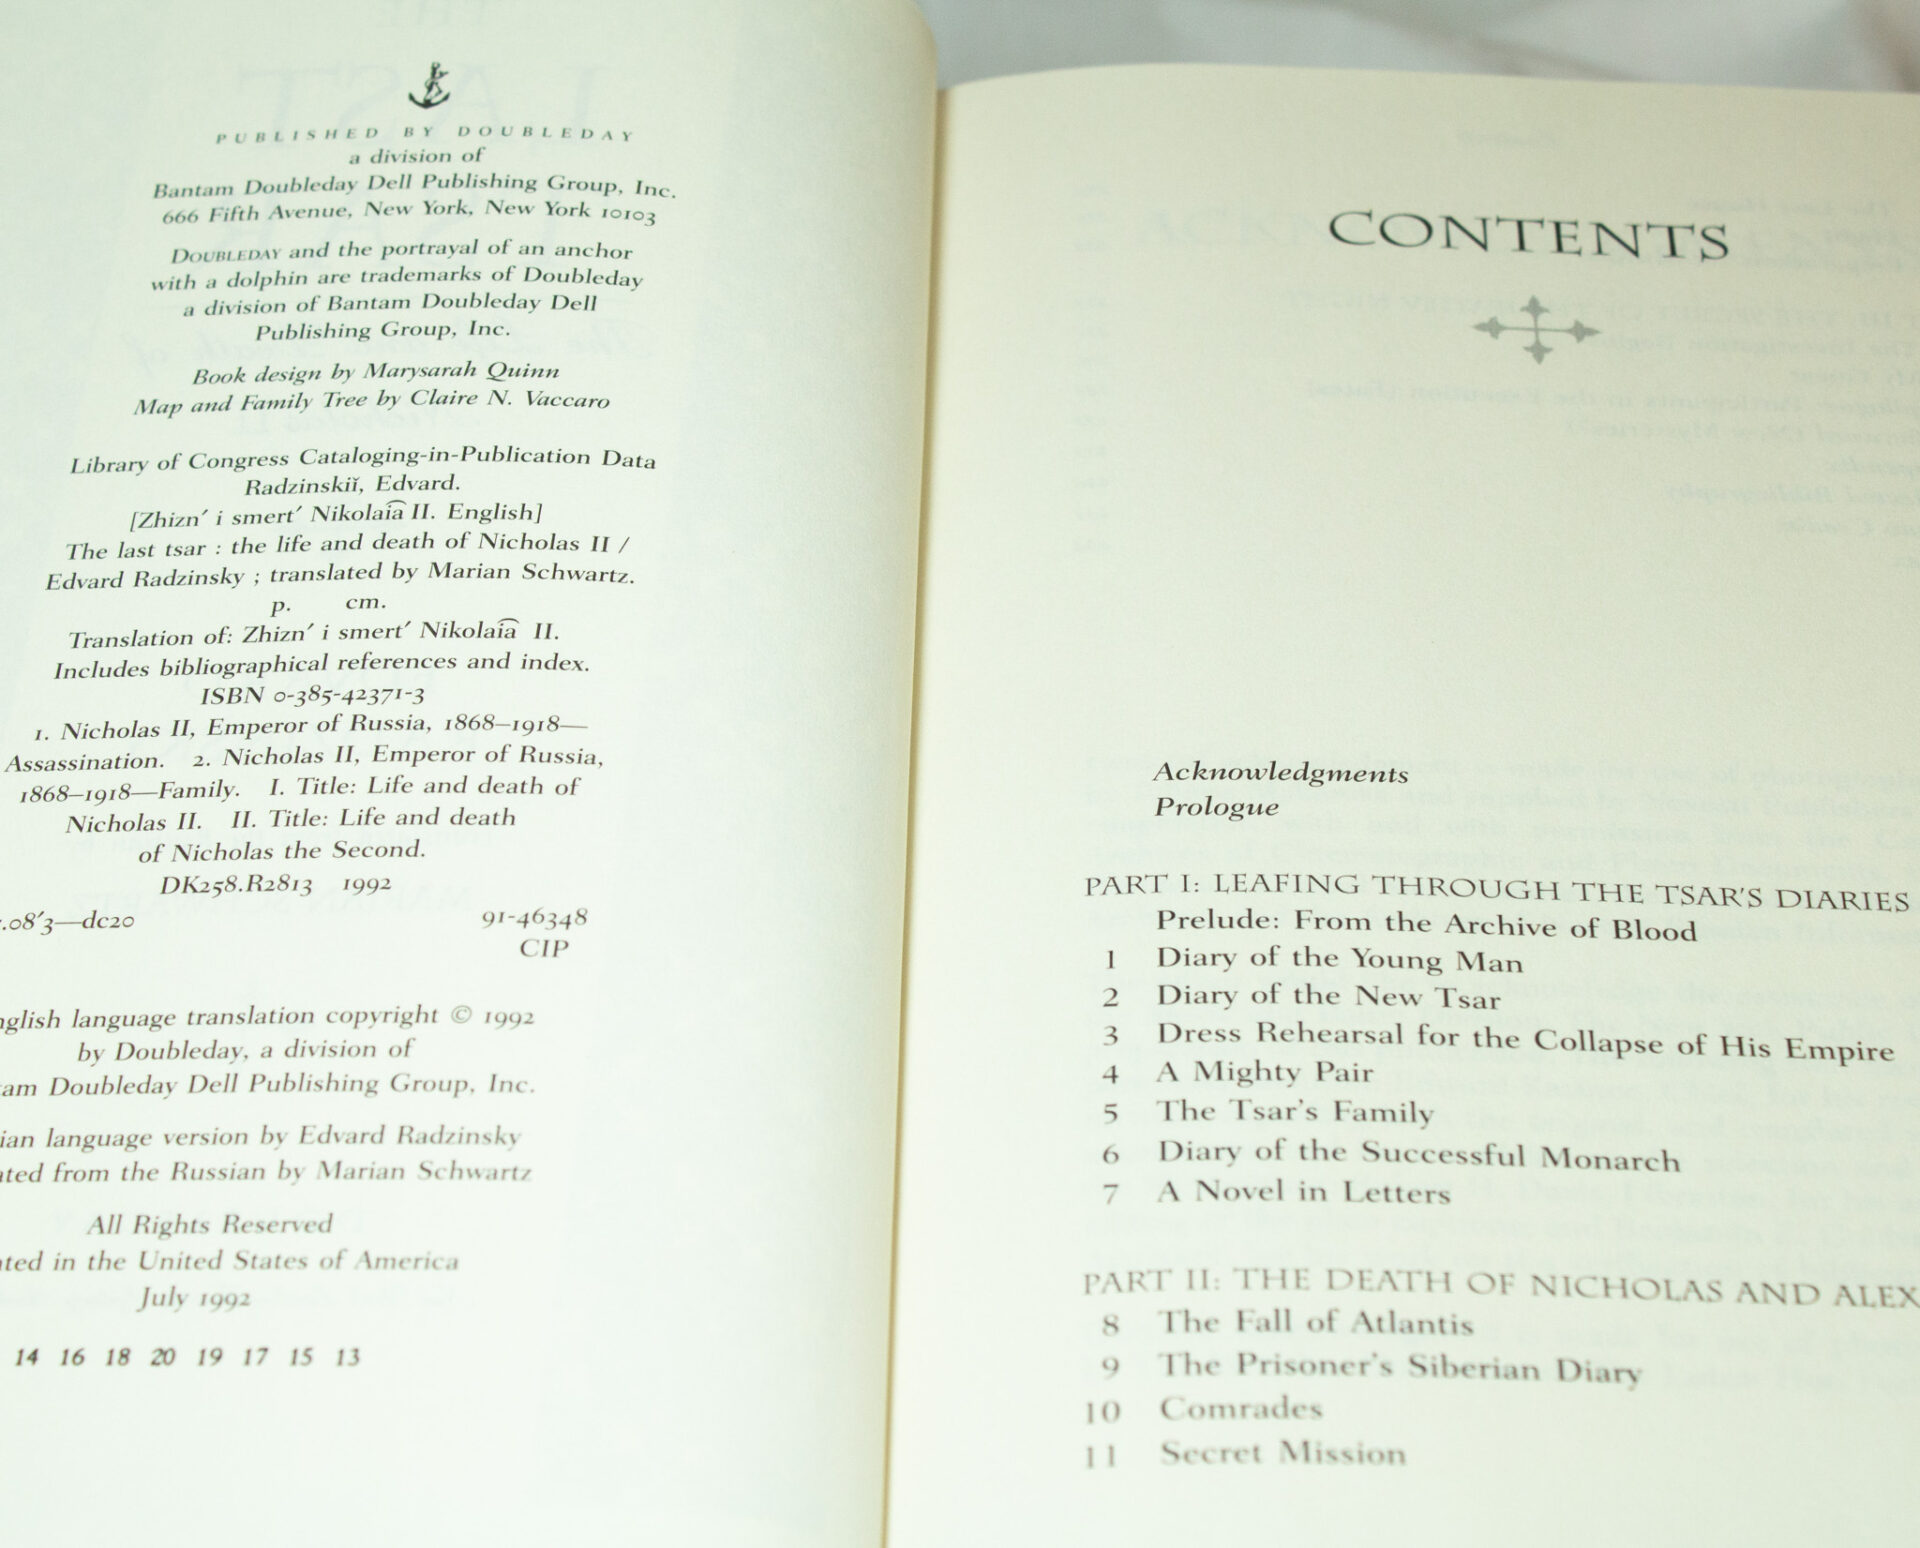 PUBLISHED BY DOUBLEDAY
a division of
Bantam Doubleday Dell Publishing Group, Inc.
666 Fifth Avenue, New York, New York 10103
DOUBLEDAY and the portrayal of an anchor
with a dolphin are trademarks of Doubleday
a division of Bantam Doubleday Dell
Publishing Group, Inc.
Book design by Marysarah Quinn
Map and Family Tree by Claire N. Vaccaro
Library of Congress Cataloging-in-Publication Data
Radzinskiĭ, Edvard.
[Zhizn′ i smert′ Nikolai͡a II. English]
The last tsar : the life and death of Nicholas II /
Edvard Radzinsky ; translated by Marian Schwartz.
p. cm.
Translation of: Zhizn′ i smert′ Nikolai͡a II.
Includes bibliographical references and index.
ISBN 0-385-42371-3
1. Nicholas II, Emperor of Russia, 1868–1918—
Assassination. 2. Nicholas II, Emperor of Russia,
1868–1918—Family. I. Title: Life and death of
Nicholas II. II. Title: Life and death
of Nicholas the Second.
DK258.R2813 1992
.08′3—dc20 91-46348
CIP
nglish language translation copyright © 1992
by Doubleday, a division of
am Doubleday Dell Publishing Group, Inc.
ian language version by Edvard Radzinsky
ated from the Russian by Marian Schwartz
All Rights Reserved
ted in the United States of America
July 1992
14 16 18 20 19 17 15 13
CONTENTS
Acknowledgments
Prologue
PART I: LEAFING THROUGH THE TSAR'S DIARIES
Prelude: From the Archive of Blood
1 Diary of the Young Man
2 Diary of the New Tsar
3 Dress Rehearsal for the Collapse of His Empire
4 A Mighty Pair
5 The Tsar's Family
6 Diary of the Successful Monarch
7 A Novel in Letters
PART II: THE DEATH OF NICHOLAS AND ALEX
8 The Fall of Atlantis
9 The Prisoner's Siberian Diary
10 Comrades
11 Secret Mission